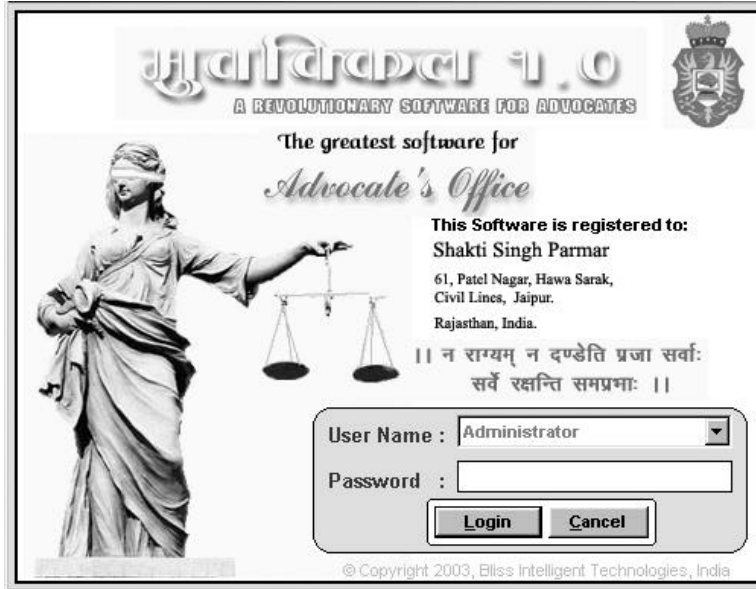 मुवक्किल १.०
A REVOLUTIONARY SOFTWARE FOR ADVOCATES
The greatest software for
Advocate's Office
This Software is registered to:
Shakti Singh Parmar
61, Patel Nagar, Hawa Sarak,
Civil Lines, Jaipur.
Rajasthan, India.
।। न राग्यम् न दण्डेति प्रजा सर्वाः
सर्वे रक्षन्ति समप्रभाः ।।
User Name : Administrator
Password :
Login Cancel
© Copyright 2003, Bliss Intelligent Technologies, India